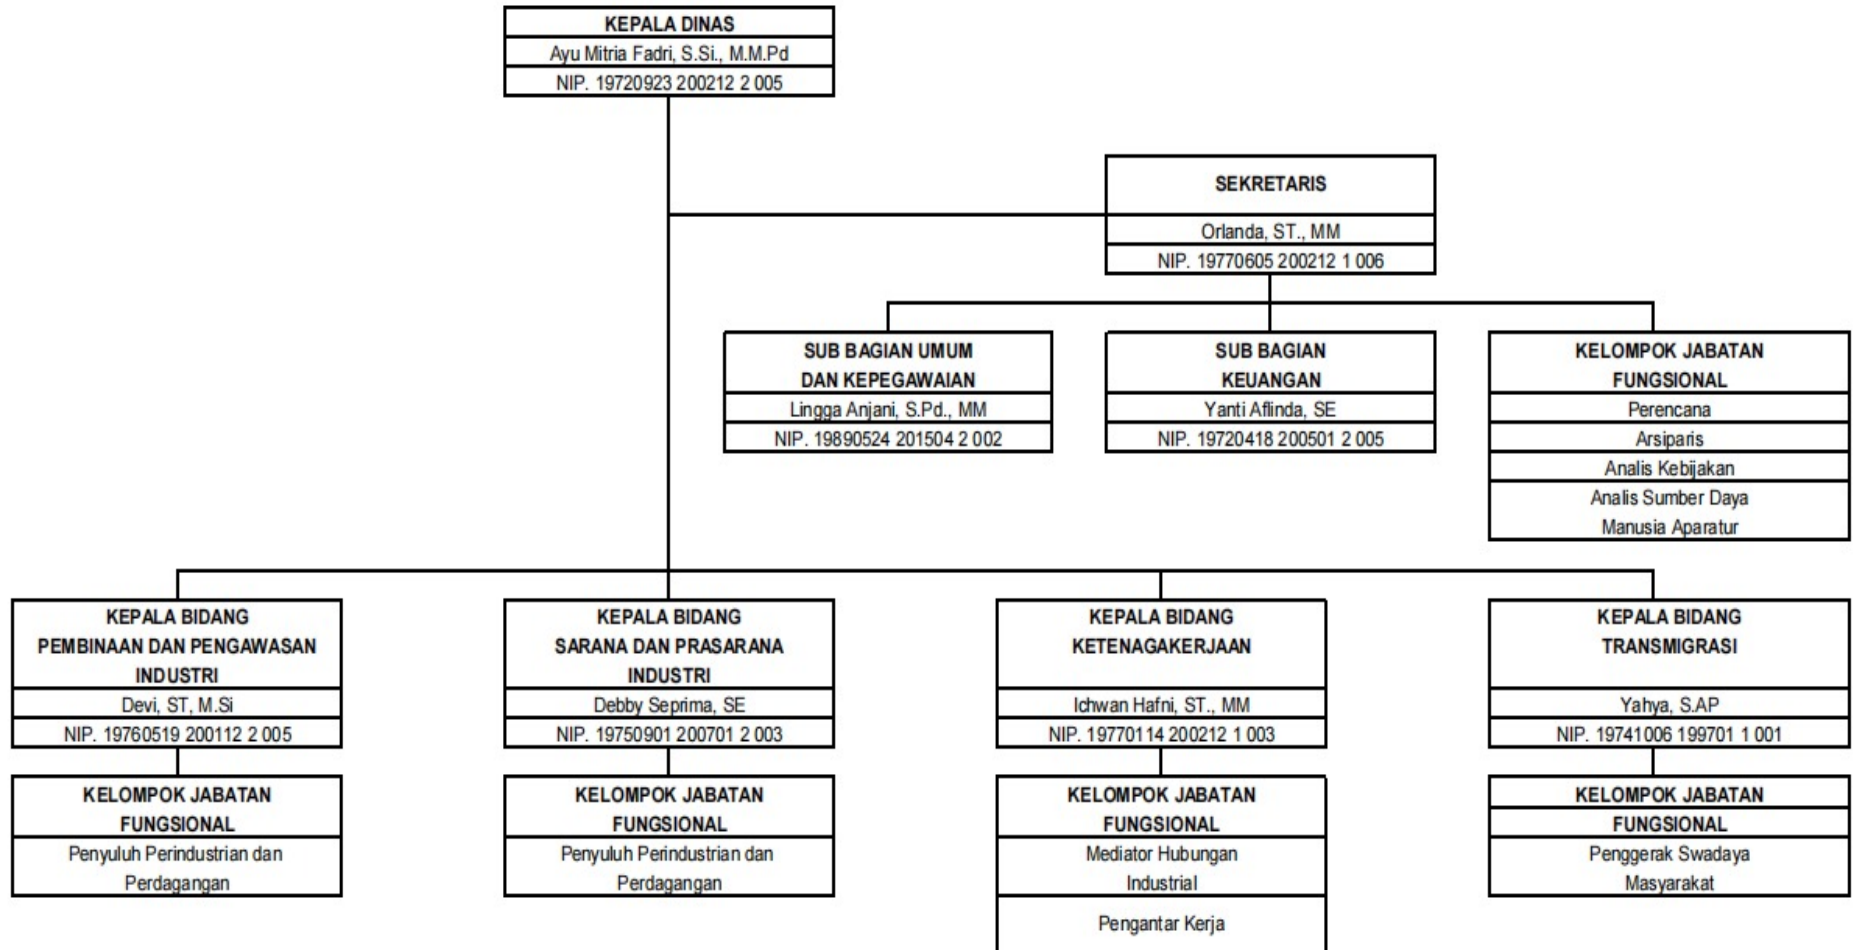 KEPALA DINAS
Ayu Mitria Fadri, S.Si., M.M.Pd
NIP. 19720923 200212 2 005
SEKRETARIS
Orlanda, ST., MM
NIP. 19770605 200212 1 006
SUB BAGIAN UMUM
DAN KEPEGAWAIAN
Lingga Anjani, S.Pd., MM
NIP. 19890524 201504 2 002
SUB BAGIAN
KEUANGAN
Yanti Aflinda, SE
NIP. 19720418 200501 2 005
KELOMPOK JABATAN
FUNGSIONAL
Perencana
Arsiparis
Analis Kebijakan
Analis Sumber Daya
Manusia Aparatur
KEPALA BIDANG
PEMBINAAN DAN PENGAWASAN
INDUSTRI
Devi, ST, M.Si
NIP. 19760519 200112 2 005
KELOMPOK JABATAN
FUNGSIONAL
Penyuluh Perindustrian dan
Perdagangan
KEPALA BIDANG
SARANA DAN PRASARANA
INDUSTRI
Debby Seprima, SE
NIP. 19750901 200701 2 003
KELOMPOK JABATAN
FUNGSIONAL
Penyuluh Perindustrian dan
Perdagangan
KEPALA BIDANG
KETENAGAKERJAAN
Ichwan Hafni, ST., MM
NIP. 19770114 200212 1 003
KELOMPOK JABATAN
FUNGSIONAL
Mediator Hubungan
Industrial
Pengantar Kerja
KEPALA BIDANG
TRANSMIGRASI
Yahya, S.AP
NIP. 19741006 199701 1 001
KELOMPOK JABATAN
FUNGSIONAL
Penggerak Swadaya
Masyarakat